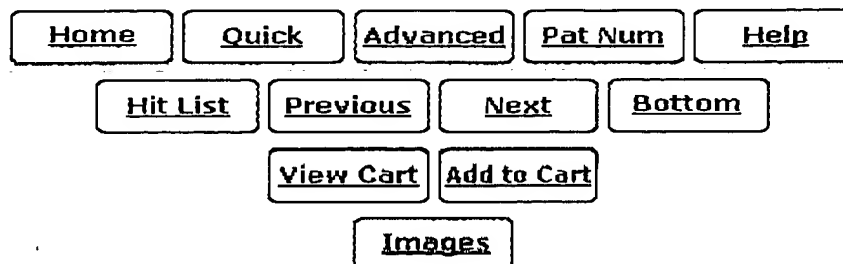 Home Quick Advanced Pat Num Help
Hit List Previous Next Bottom
View Cart Add to Cart
Images